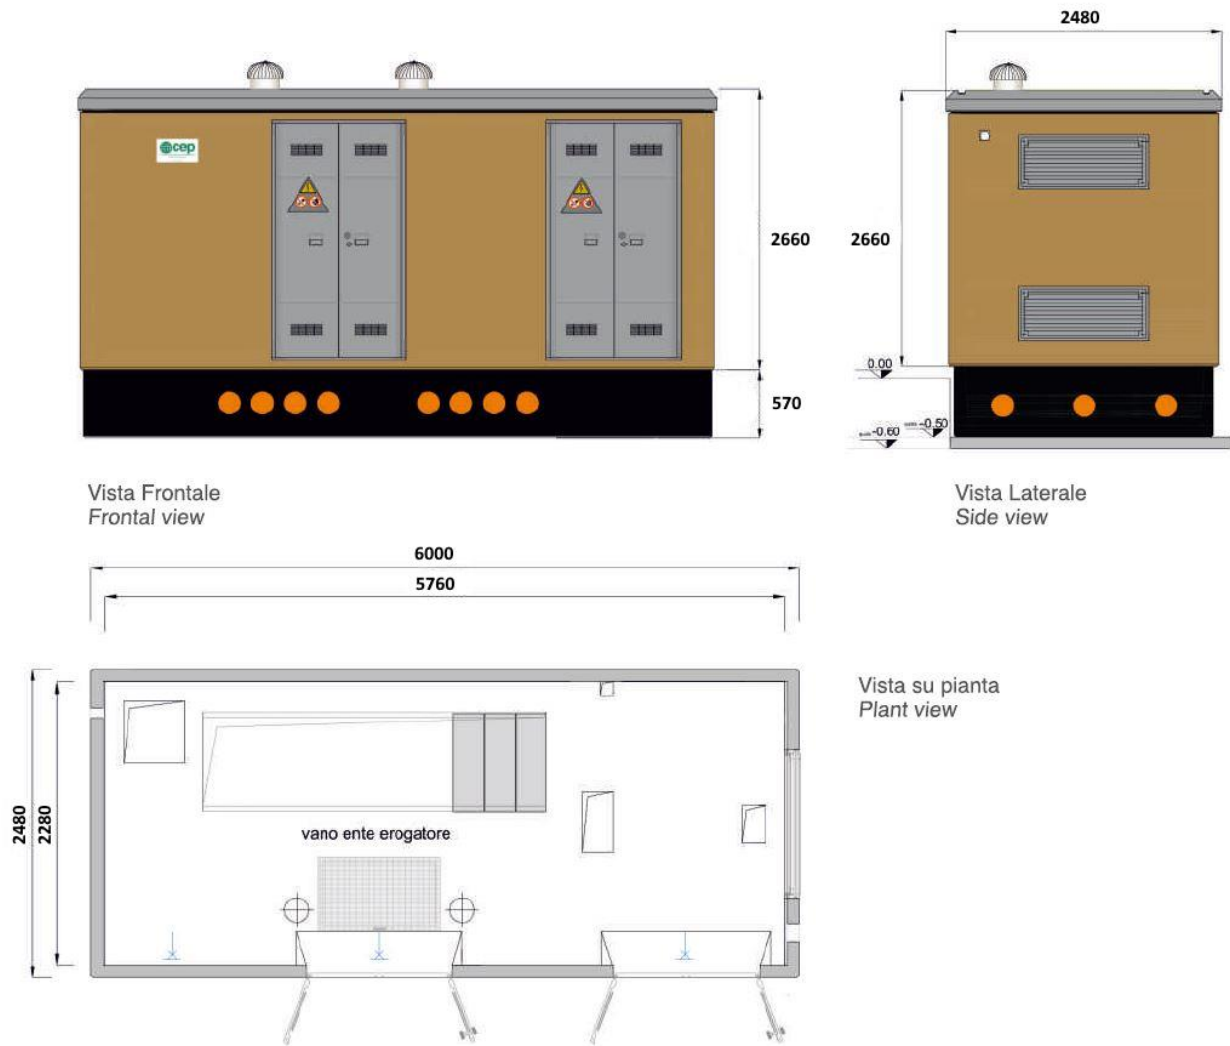 2480
cep
2660
2660
570
0.00
-0.60
-0.50
Vista Frontale
Frontal view
Vista Laterale
Side view
6000
5760
Vista su pianta
Plant view
2480
2280
vano ente erogatore